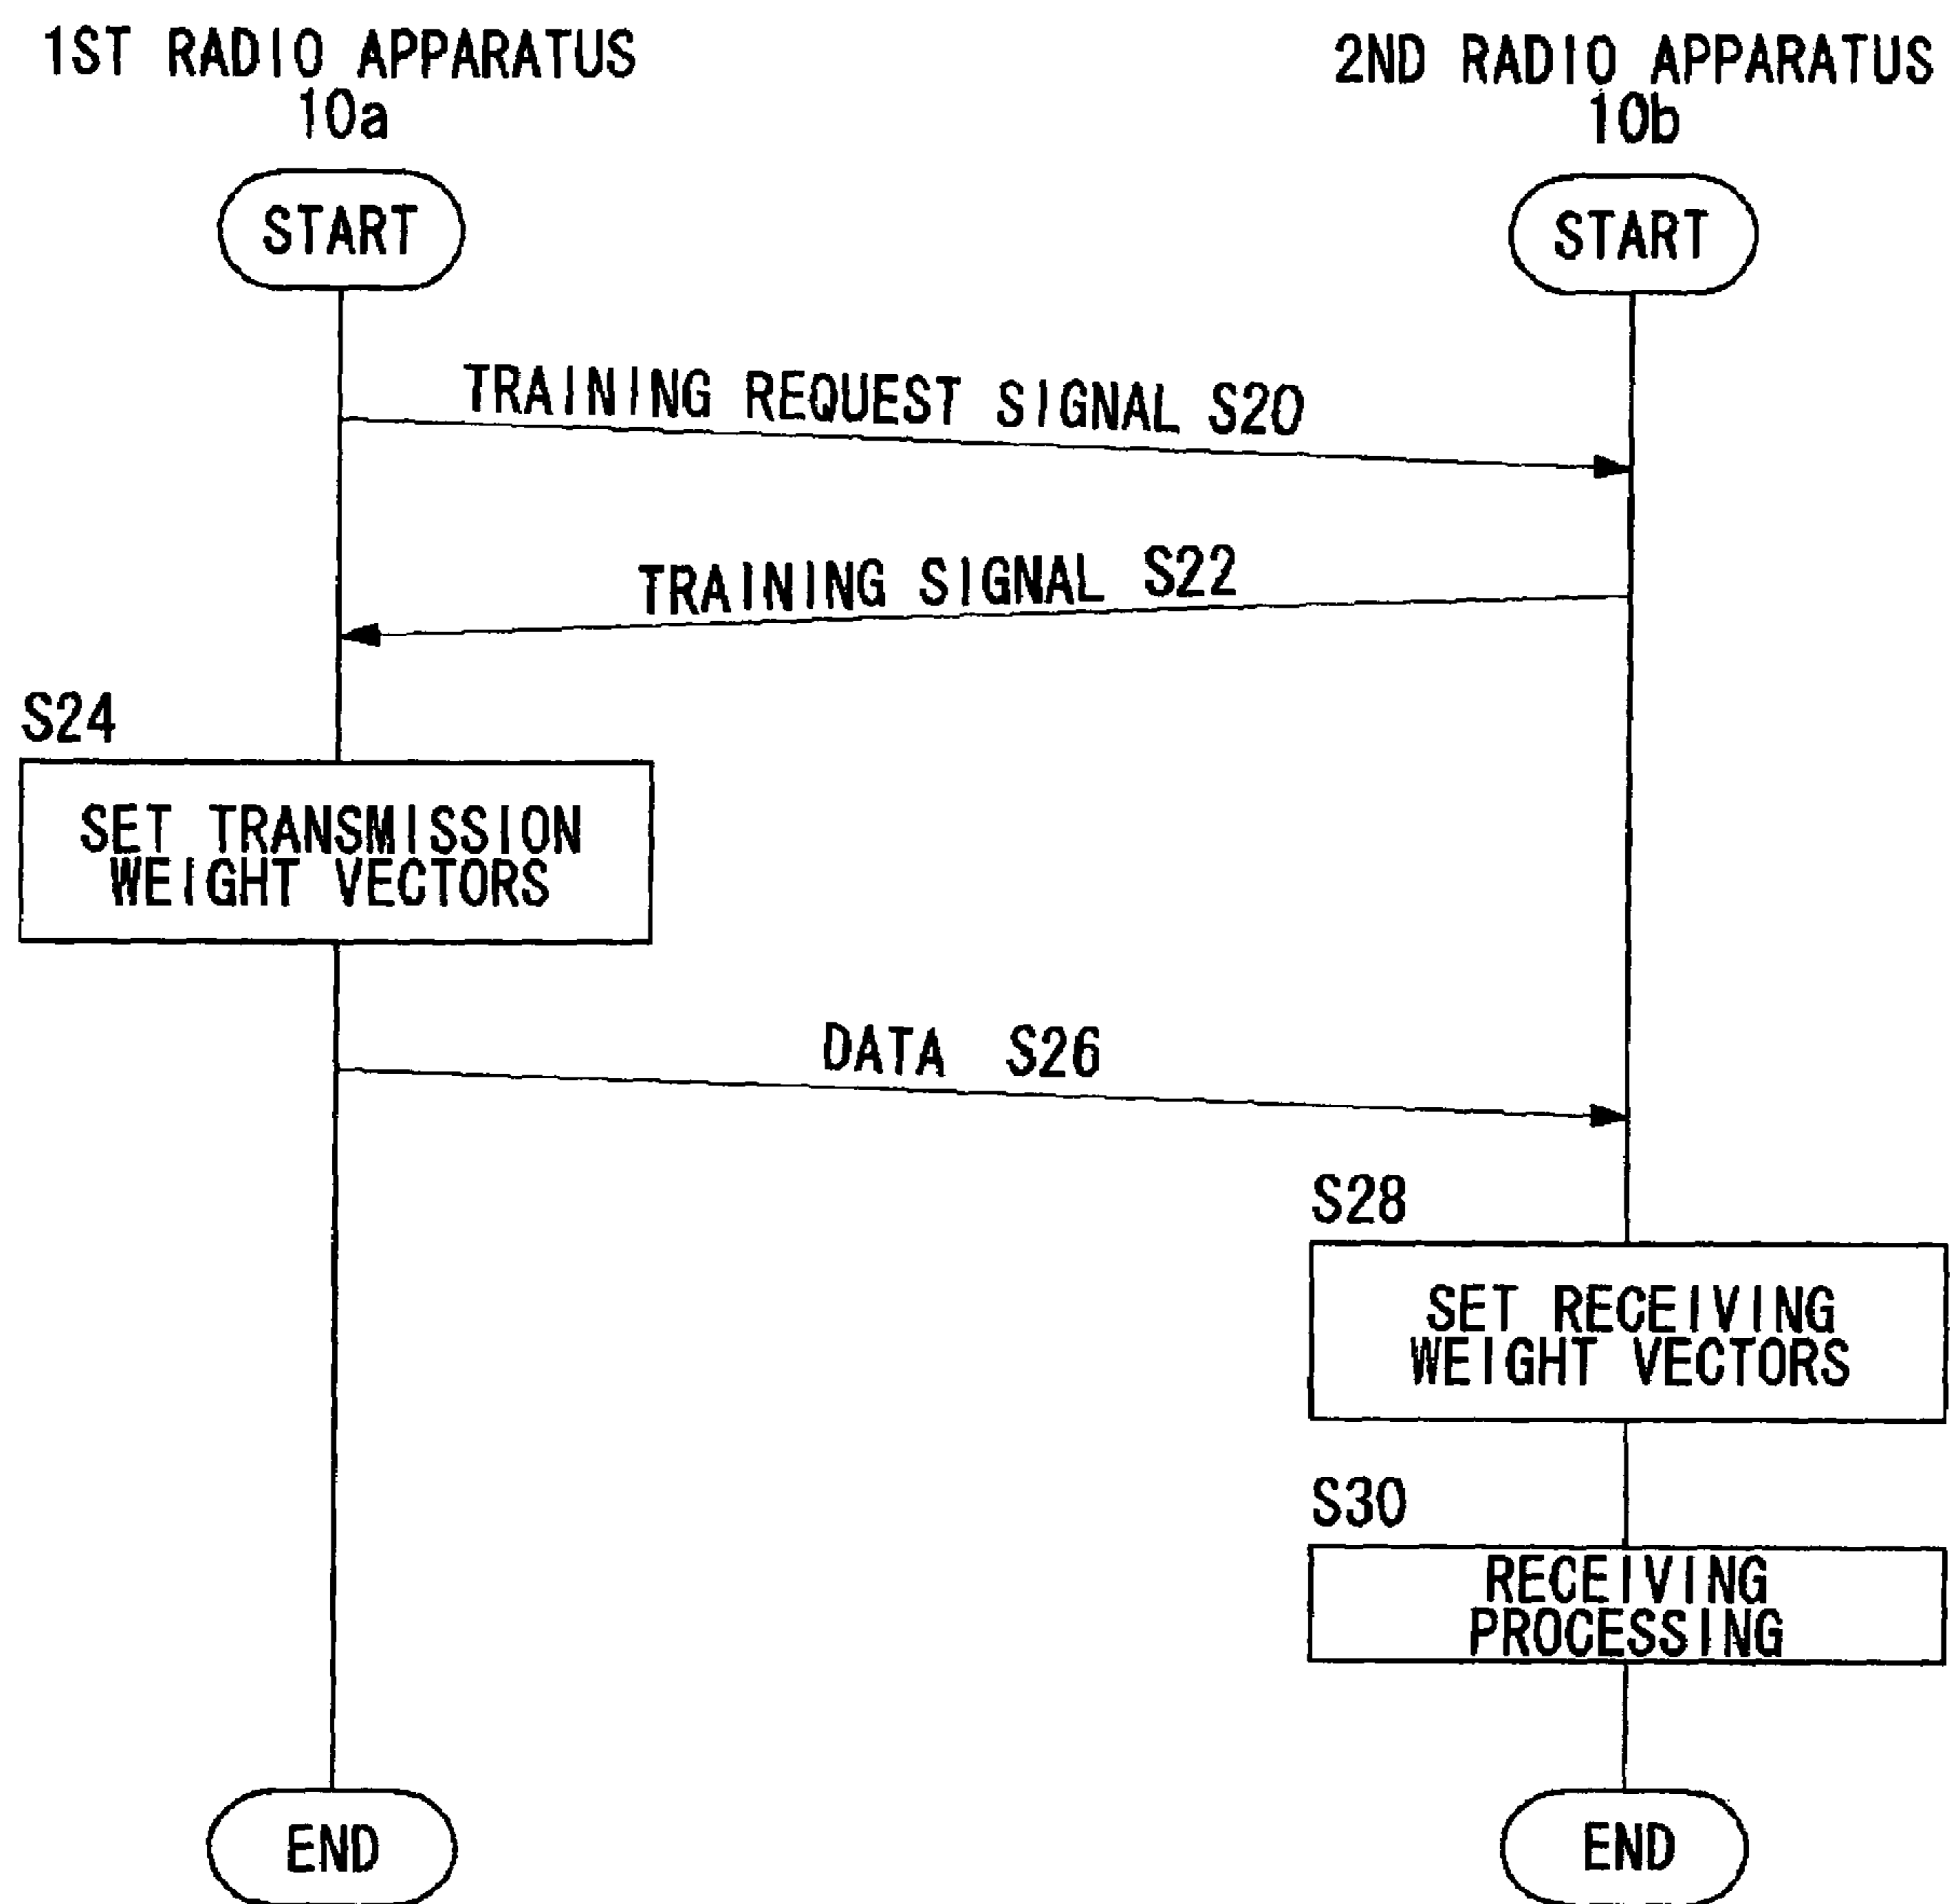 1ST RADIO APPARATUS
10a
2ND RADIO APPARATUS
10b
START
START
TRAINING REQUEST SIGNAL S20
TRAINING SIGNAL S22
S24
SET TRANSMISSION
WEIGHT VECTORS
DATA S26
S28
SET RECEIVING
WEIGHT VECTORS
S30
RECEIVING
PROCESSING
END
END